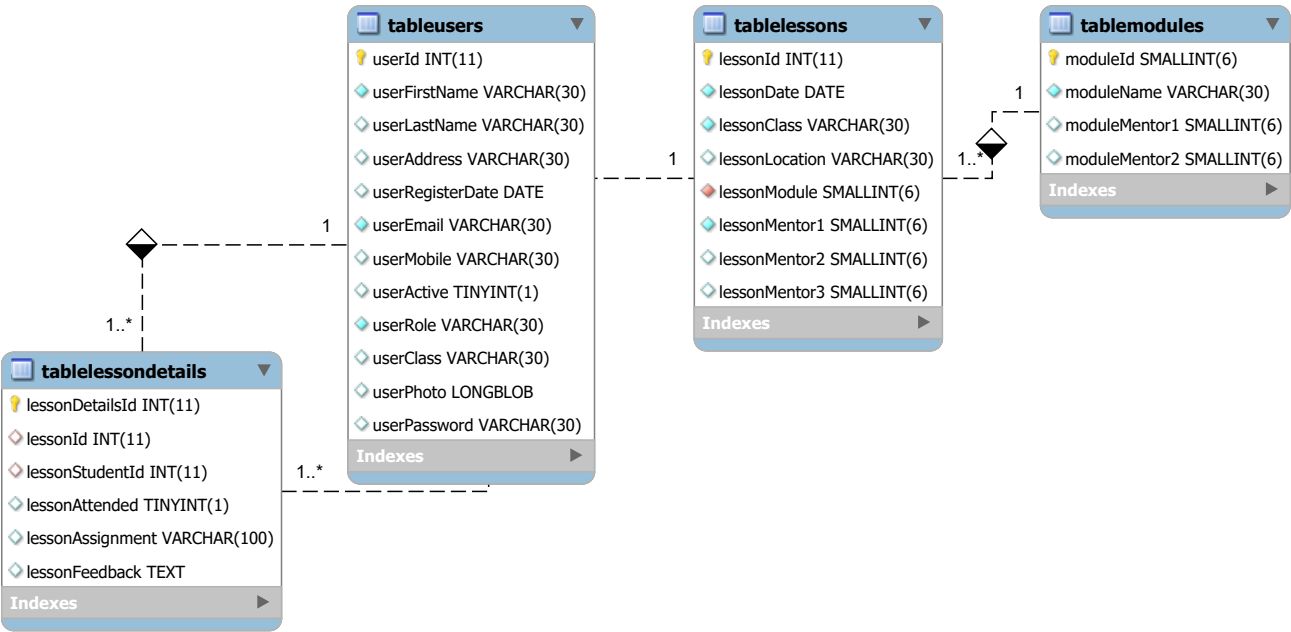 tableusers
userId INT(11)
userFirstName VARCHAR(30)
userLastName VARCHAR(30)
userAddress VARCHAR(30)
userRegisterDate DATE
userEmail VARCHAR(30)
userMobile VARCHAR(30)
userActive TINYINT(1)
userRole VARCHAR(30)
userClass VARCHAR(30)
userPhoto LONGBLOB
userPassword VARCHAR(30)
Indexes
tablelessons
lessonId INT(11)
lessonDate DATE
lessonClass VARCHAR(30)
lessonLocation VARCHAR(30)
lessonModule SMALLINT(6)
lessonMentor1 SMALLINT(6)
lessonMentor2 SMALLINT(6)
lessonMentor3 SMALLINT(6)
Indexes
tablemodules
moduleId SMALLINT(6)
moduleName VARCHAR(30)
moduleMentor1 SMALLINT(6)
moduleMentor2 SMALLINT(6)
Indexes
1
1..*
1
1
1..*
1..*
tablelessondetails
lessonDetailsId INT(11)
lessonId INT(11)
lessonStudentId INT(11)
lessonAttended TINYINT(1)
lessonAssignment VARCHAR(100)
lessonFeedback TEXT
Indexes